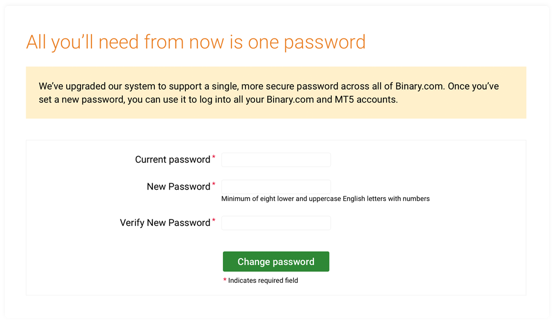 All you'll need from now is one password
We've upgraded our system to support a single, more secure password across all of Binary.com. Once you've
set a new password, you can use it to log into all your Binary.com and MT5 accounts.
Current password *
New Password *
Minimum of eight lower and uppercase English letters with numbers
Verify New Password *
Change password
* Indicates required field